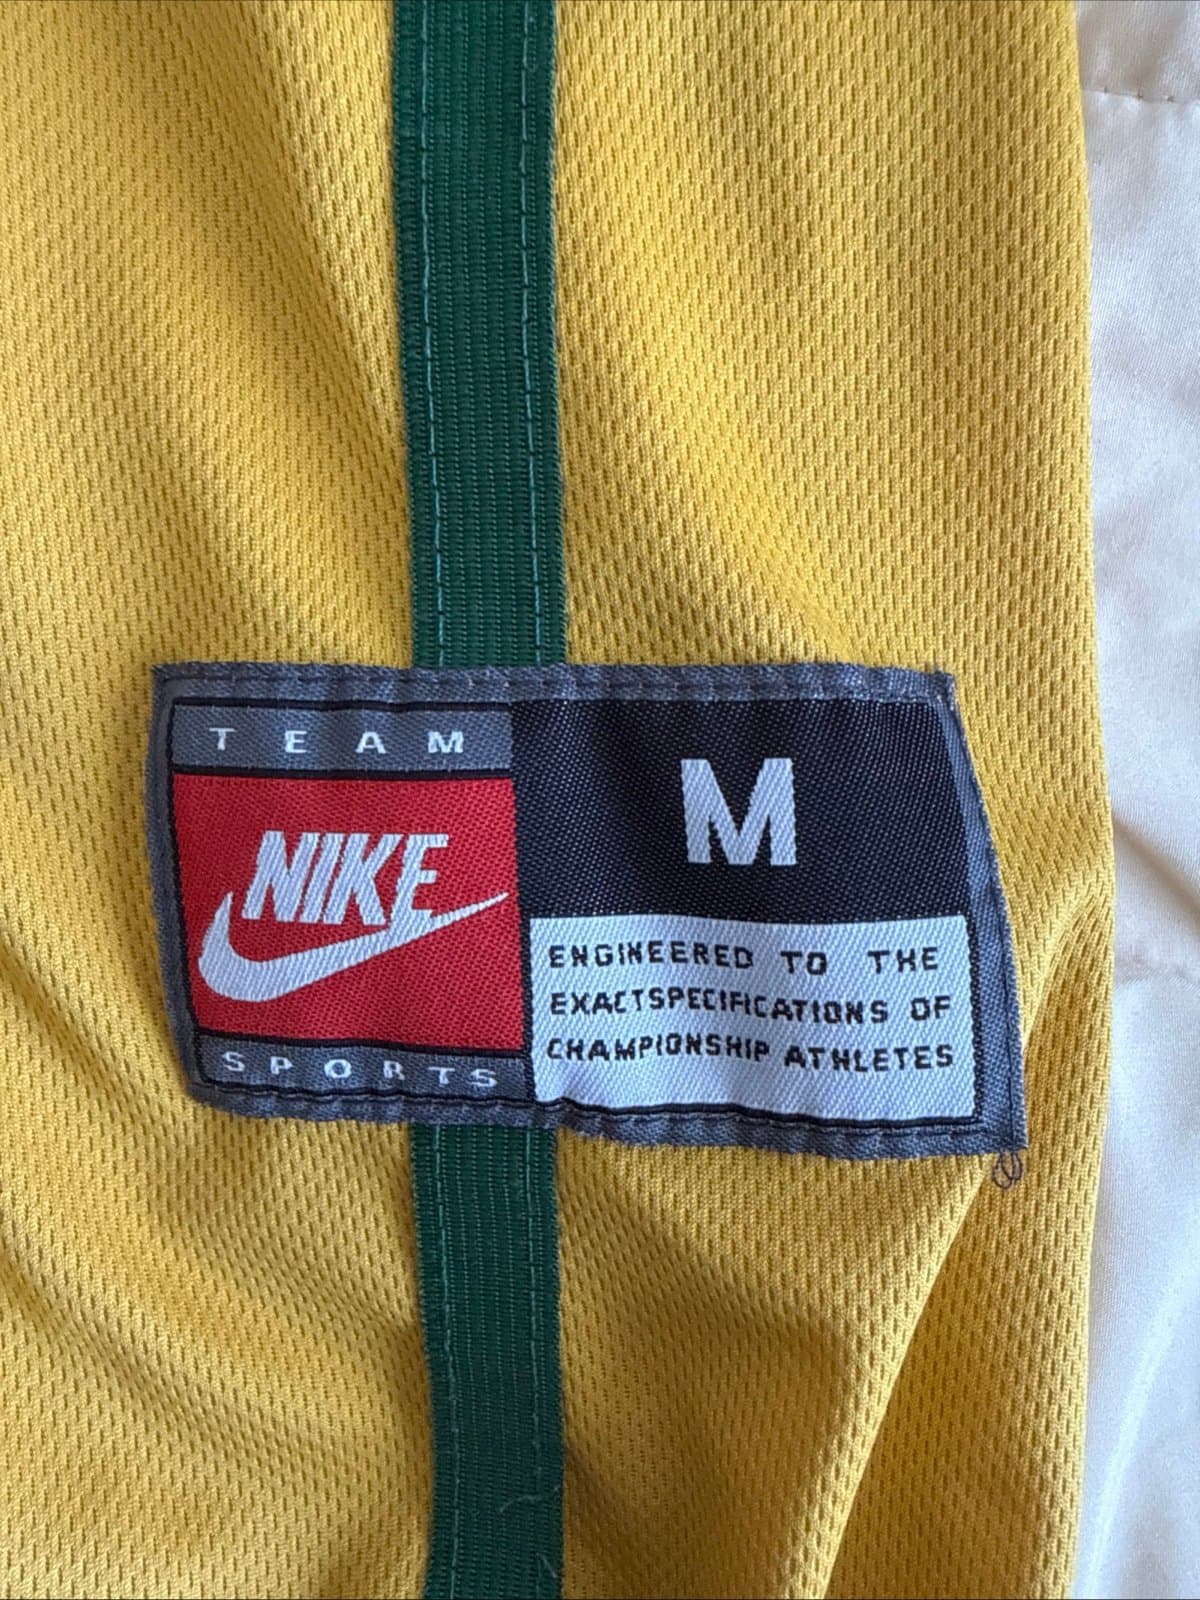 TEAM
NIKE
SPORTS
M
ENGINEERED TO THE
EXACTSPECIFICATIONS OF
CHAMPIONSHIP ATHLETES